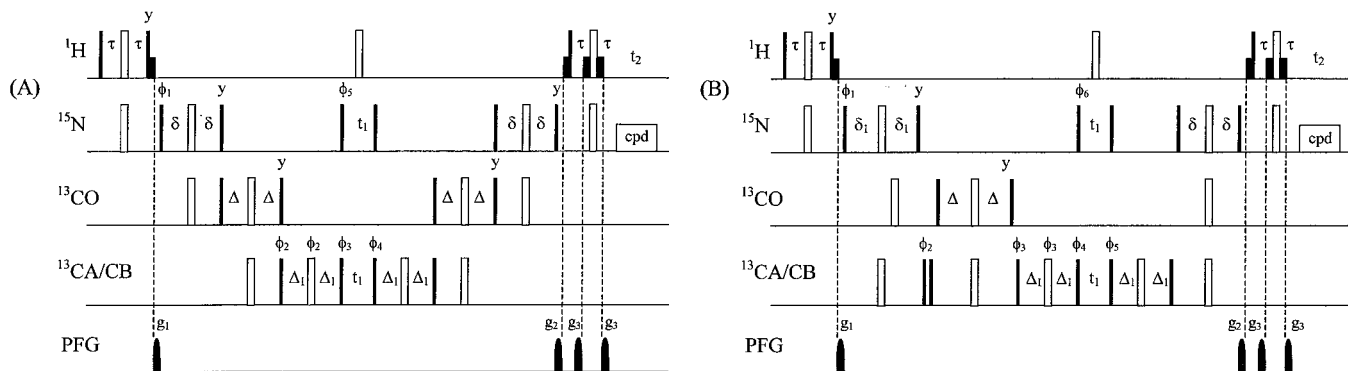 (A)
y
¹H τ τ τ τ t₂
ϕ₁ y ϕ₅ y
¹⁵N δ δ t₁ δ δ cpd
y y
¹³CO Δ Δ Δ Δ
ϕ₂ ϕ₂ ϕ₃ ϕ₄
¹³CA/CB Δ₁ Δ₁ t₁ Δ₁ Δ₁
PFG g₁ g₂ g₃ g₃
(B)
y
¹H τ τ τ τ t₂
ϕ₁ y ϕ₆
¹⁵N δ₁ δ₁ t₁ δ δ cpd
y
¹³CO Δ Δ
ϕ₂ ϕ₃ ϕ₃ ϕ₄ ϕ₅
¹³CA/CB Δ₁ Δ₁ t₁ Δ₁ Δ₁
PFG g₁ g₂ g₃ g₃